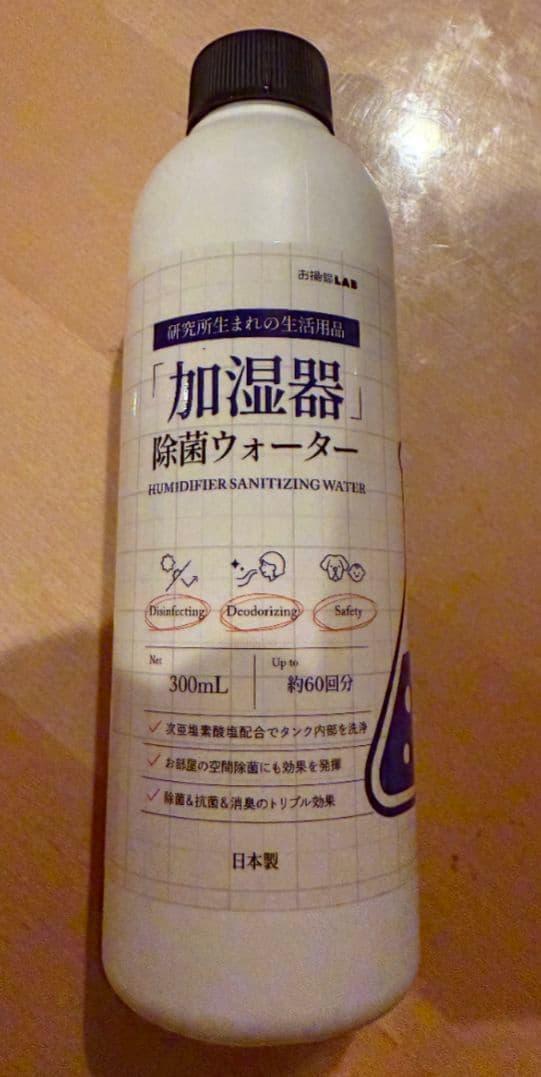 お掃除LAB
研究所生まれの生活用品
「加湿器」
除菌ウォーター
HUMIDIFIER SANITIZING WATER
Disinfecting Deodorizing Safety
Net Up to
300mL 約60回分
次亜塩素酸塩配合でタンク内部を洗浄
お部屋の空間除菌にも効果を発揮
除菌&抗菌&消臭のトリプル効果
日本製